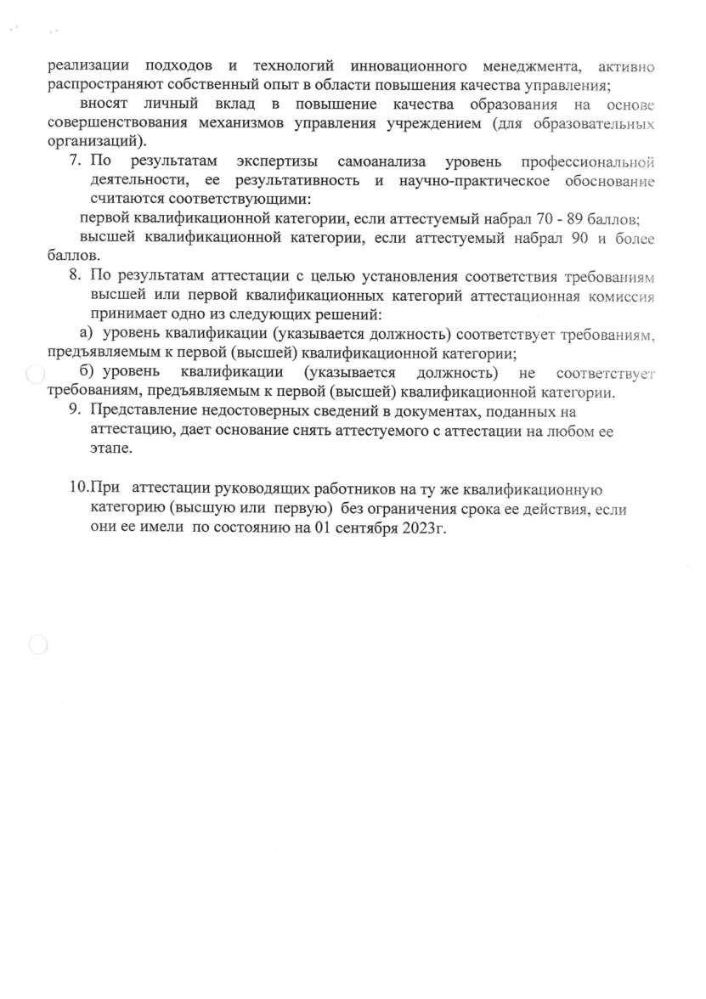 реализации подходов и технологий инновационного менеджмента, активно
распространяют собственный опыт в области повышения качества управления;
вносят личный вклад в повышение качества образования на основе
совершенствования механизмов управления учреждением (для образовательных
организаций).
7. По результатам экспертизы самоанализа уровень профессиональной
деятельности, ее результативность и научно-практическое обоснование
считаются соответствующими:
первой квалификационной категории, если аттестуемый набрал 70 - 89 баллов;
высшей квалификационной категории, если аттестуемый набрал 90 и более
баллов.
8. По результатам аттестации с целью установления соответствия требованиям
высшей или первой квалификационных категорий аттестационная комиссия
принимает одно из следующих решений:
а) уровень квалификации (указывается должность) соответствует требованиям,
предъявляемым к первой (высшей) квалификационной категории;
б) уровень квалификации (указывается должность) не соответствует
требованиям, предъявляемым к первой (высшей) квалификационной категории.
9. Представление недостоверных сведений в документах, поданных на
аттестацию, дает основание снять аттестуемого с аттестации на любом ее
этапе.
10.При аттестации руководящих работников на ту же квалификационную
категорию (высшую или первую) без ограничения срока ее действия, если
они ее имели по состоянию на 01 сентября 2023г.